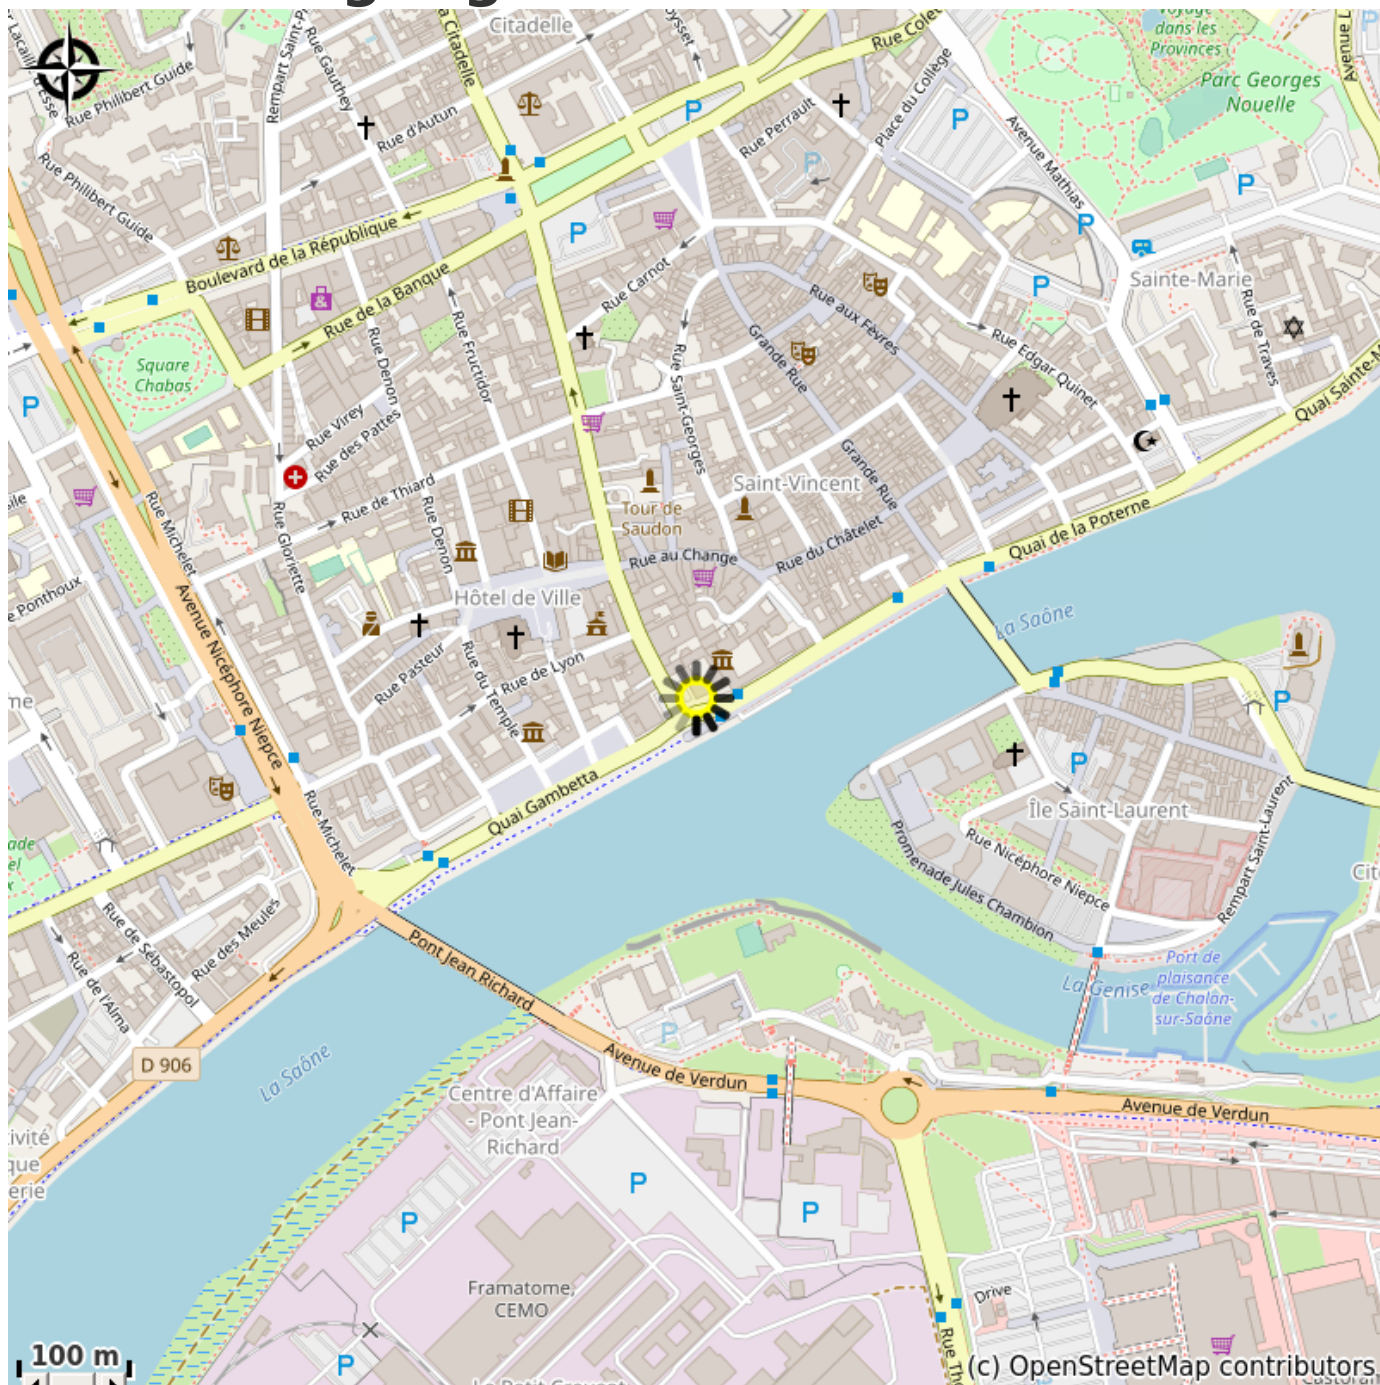 Citadelle
Rue Philibert Guide
Rue Gauthey
Rue d'Autun
Rue Perrault
Place du Collège
Parc Georges
Nouelle
dans les
Provinces
Avenue Mathias
Rue Philibert Guide
Boulevard de la République
Rue de la Banque
Rue Carnot
Sainte-Marie
Rue de Traves
Rue aux Fèvres
Grande Rue
Rue Edgar Quinet
Square
Chabas
Rue Denon
Rue Fructidor
Rue Saint-Georges
Rue Virey
Rue des Pattes
Rue de Thiard
Rue Michelet
Rue Gloriette
Rue Denon
Tour de
Saudon
Saint-Vincent
Grande Rue
Rue au Change
Rue du Châtelet
Quai de la Poterne
La Saône
Hôtel de Ville
Avenue Nicéphore Niepce
Rue Pasteur
Rue du Temple
Rue de Lyon
Quai Gambetta
Rue Michelet
Île Saint-Laurent
Rue Nicéphore Niepce
Promenade Jules Chambion
Rempart Saint-Laurent
Rue de Sébastopol
Rue des Meules
Rue de l'Alma
Pont Jean Richard
Port de
plaisance
de Chalon-
sur-Saône
La Genise
D 906
La Saône
Avenue de Verdun
Avenue de Verdun
Centre d'Affaire
- Pont Jean-
Richard
Framatome,
CEMO
Drive
100 m
(c) OpenStreetMap contributors